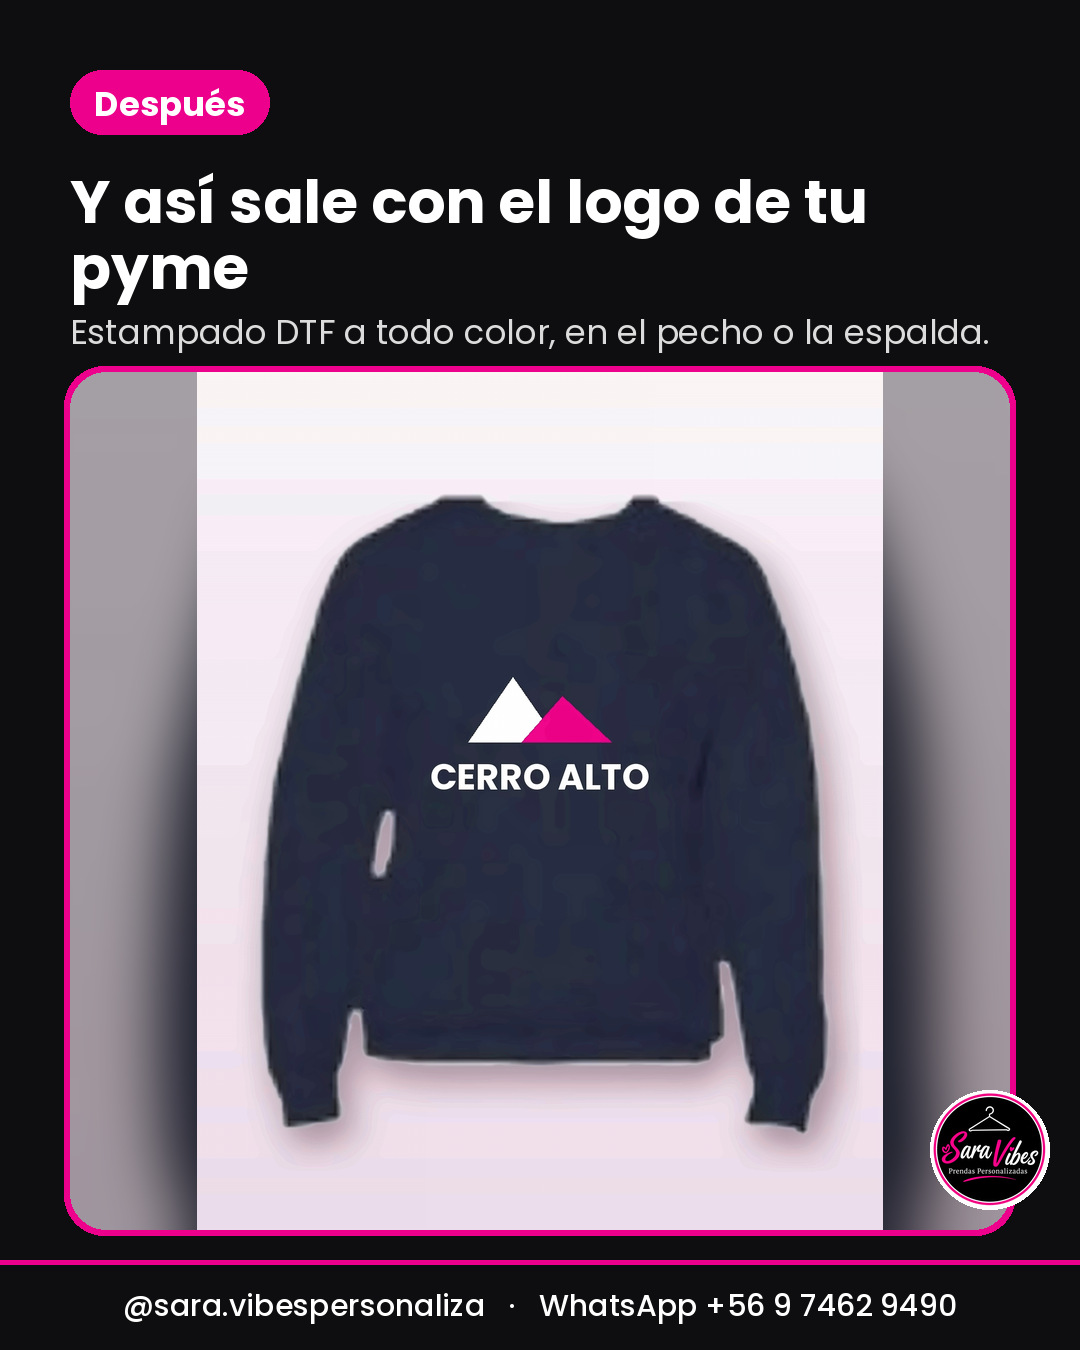 Después
Y así sale con el logo de tu
pyme
Estampado DTF a todo color, en el pecho o la espalda.
CERRO ALTO
Sara Vibes
Prendas Personalizadas
@sara.vibespersonaliza · WhatsApp +56 9 7462 9490